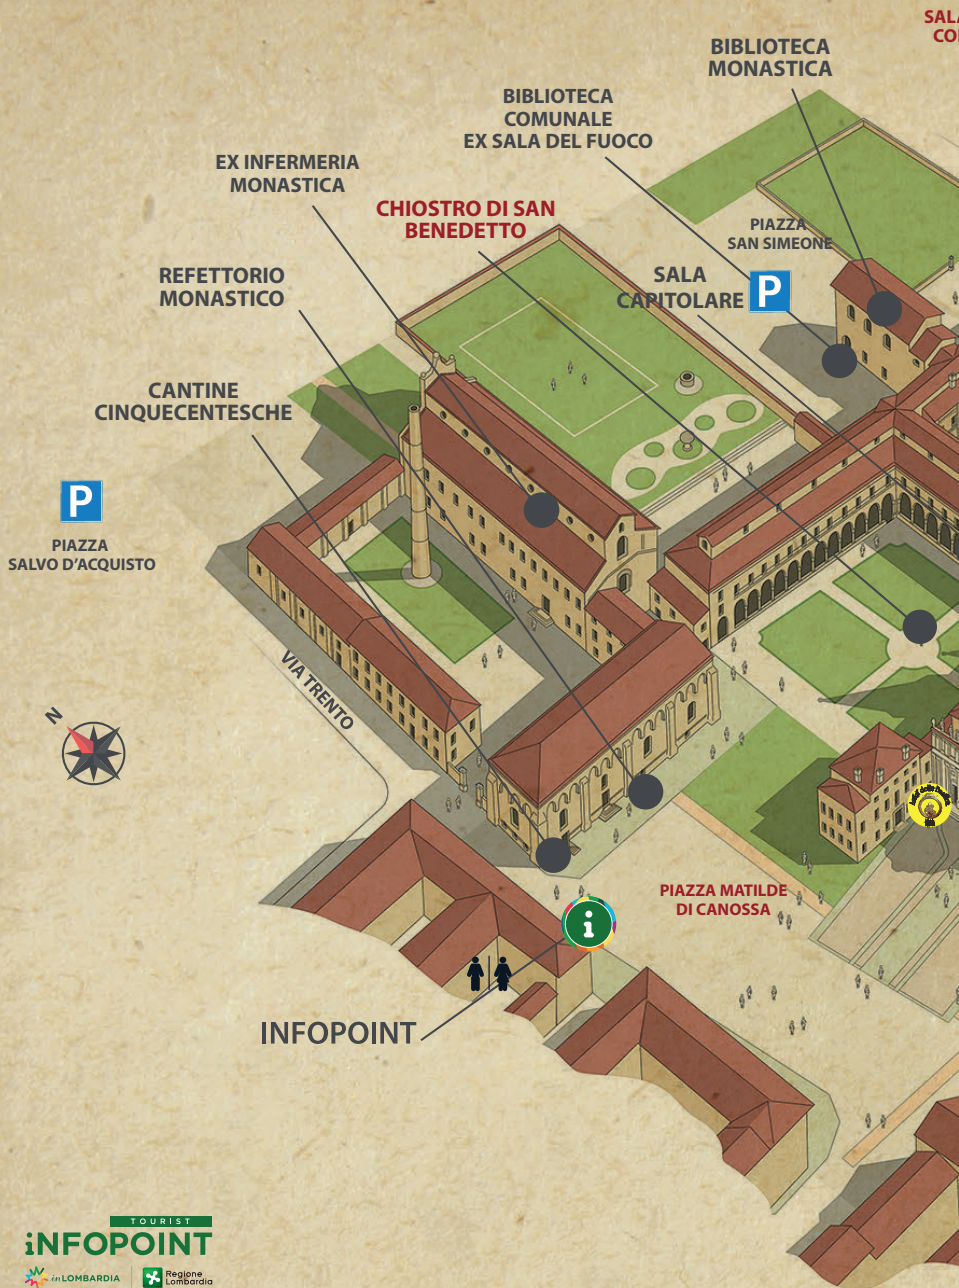 SALA
BIBLIOTECA
MONASTICA
BIBLIOTECA
COMUNALE
EX SALA DEL FUOCO
EX INFERMERIA
MONASTICA
CHIOSTRO DI SAN
BENEDETTO
PIAZZA
SAN SIMEONE
REFETTORIO
MONASTICO
SALA
CAPITOLARE
P
CANTINE
CINQUECENTESCHE
P
PIAZZA
SALVO D'ACQUISTO
VIA TRENTO
N
PIAZZA MATILDE
DI CANOSSA
i
INFOPOINT
TOURIST
iNFOPOINT
inLOMBARDIA
Regione
Lombardia